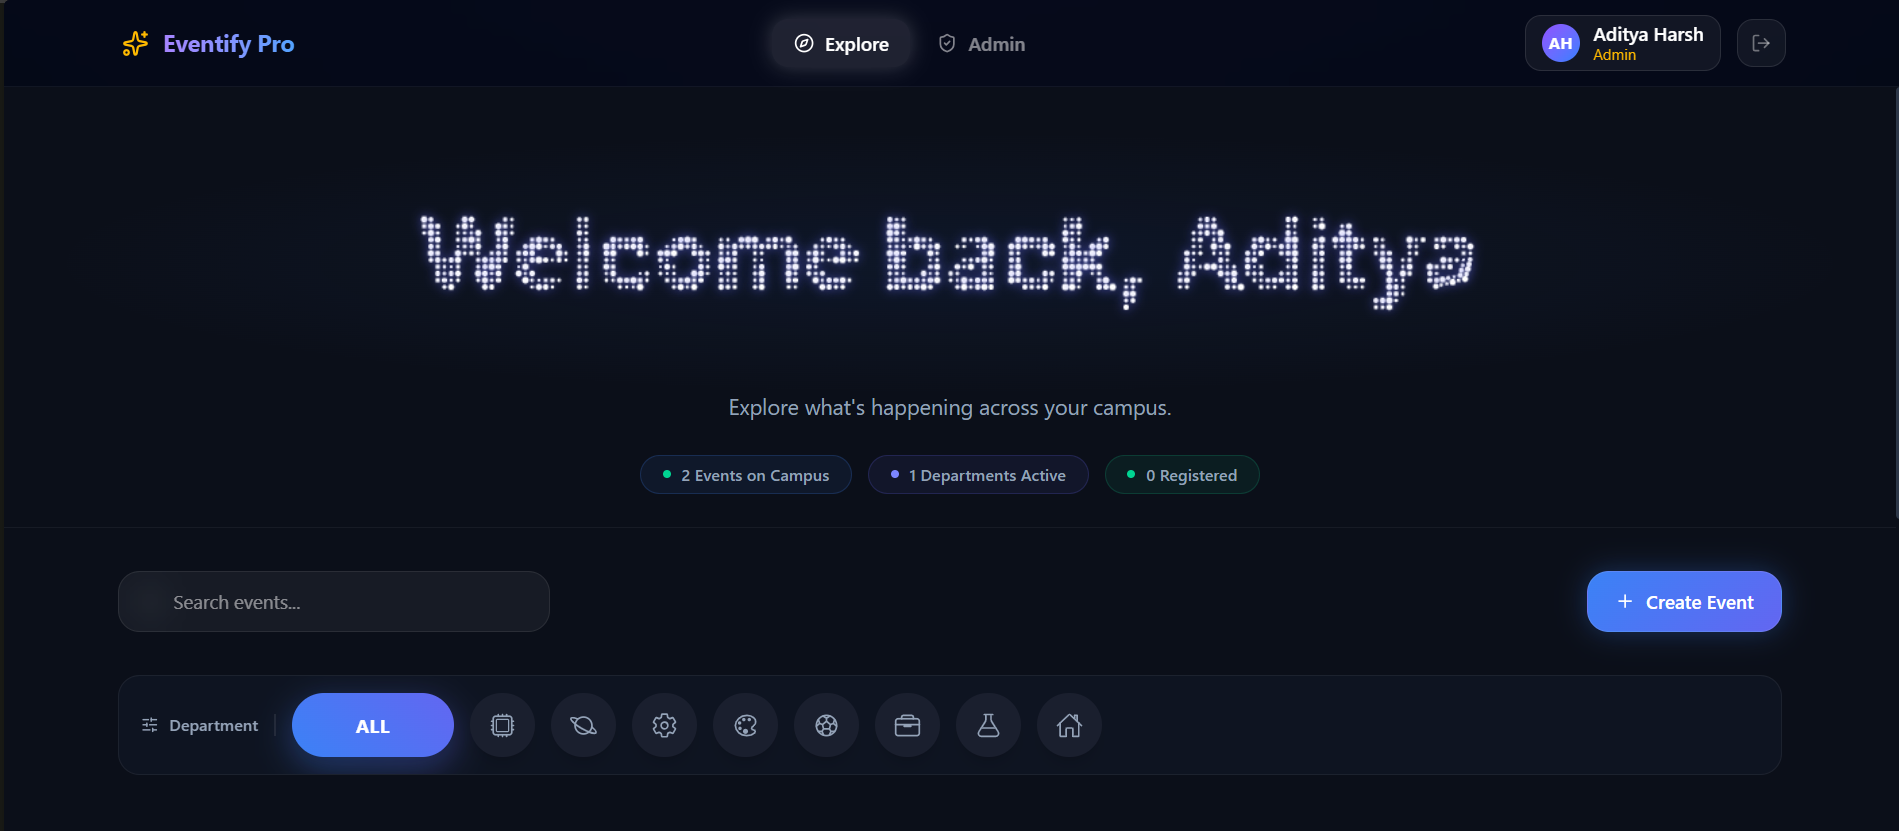 Eventify Pro
Explore
Admin
AH
Aditya Harsh
Admin
Welcome back, Aditya
Explore what's happening across your campus.
2 Events on Campus
1 Departments Active
0 Registered
Search events...
+ Create Event
Department
ALL